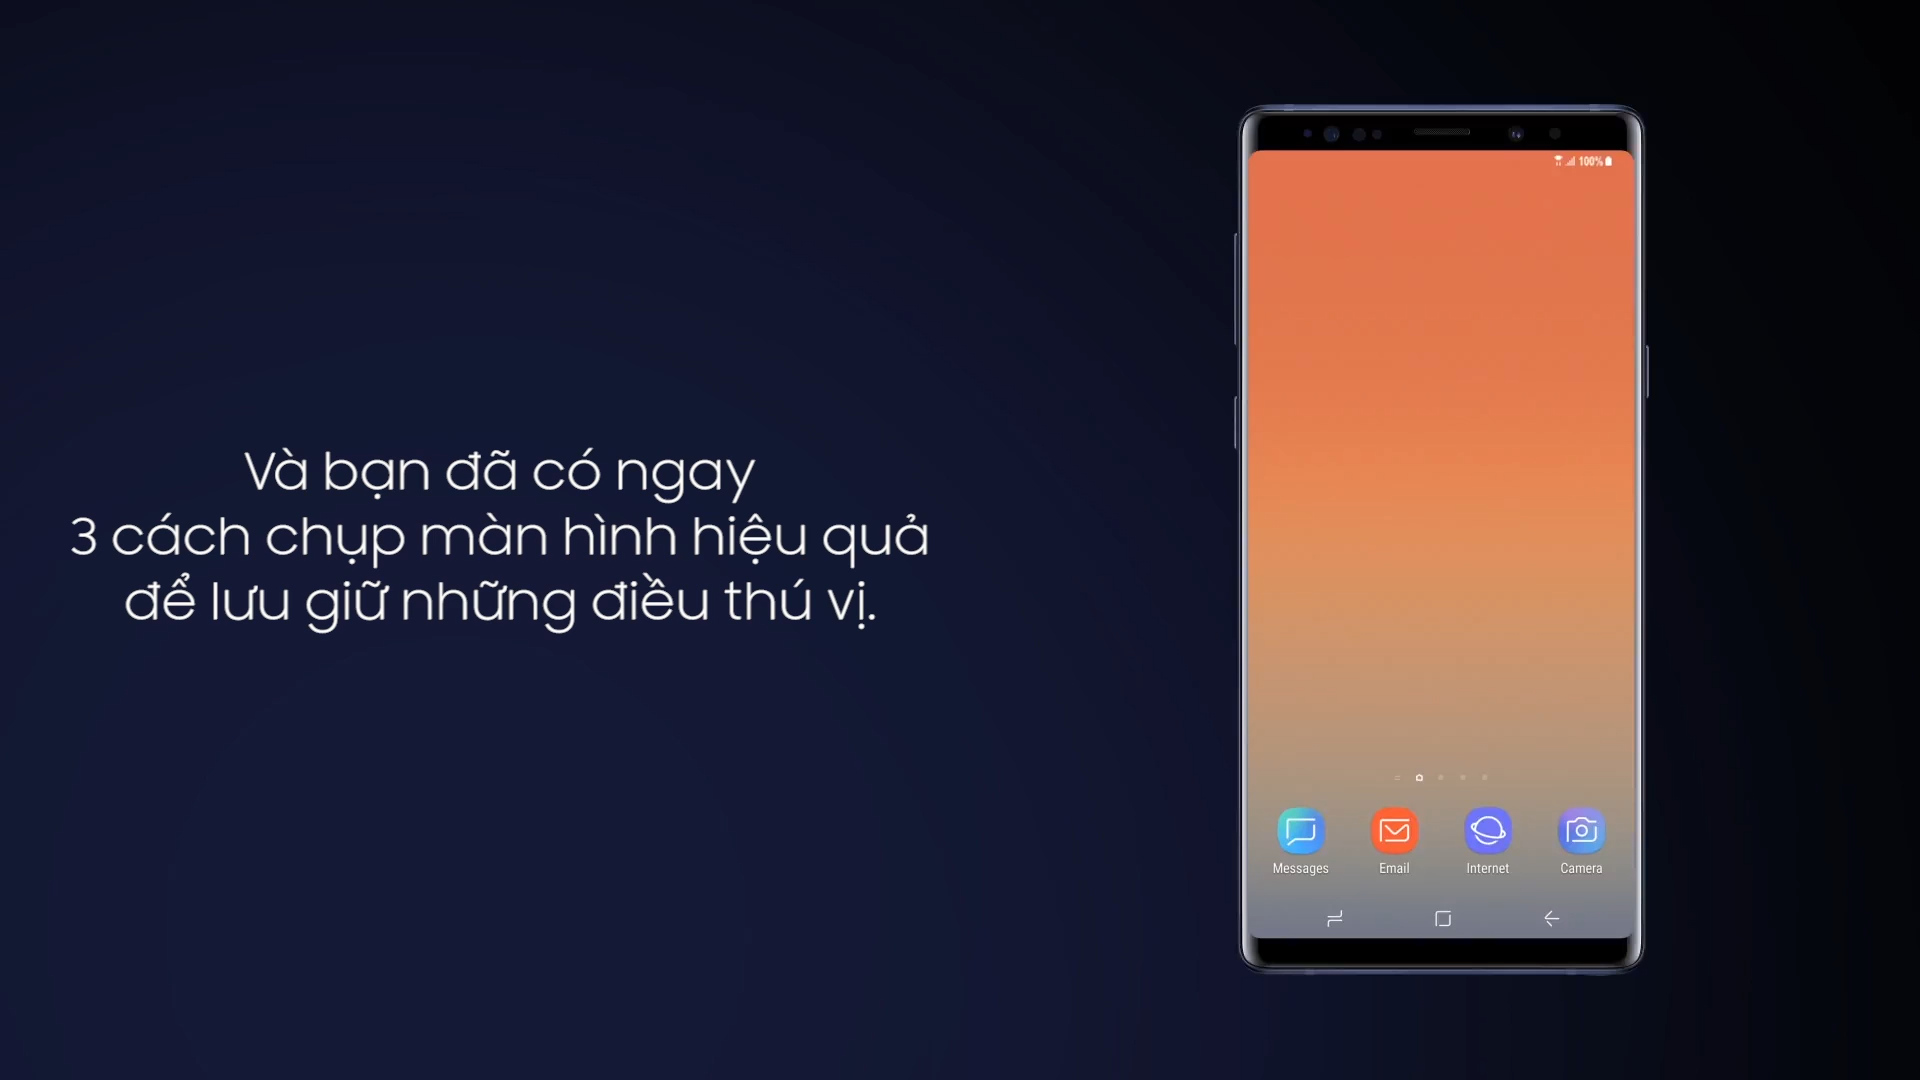 Và bạn đã có ngay
3 cách chụp màn hình hiệu quả
để lưu giữ những điều thú vị.
100%
Messages Email Internet Camera